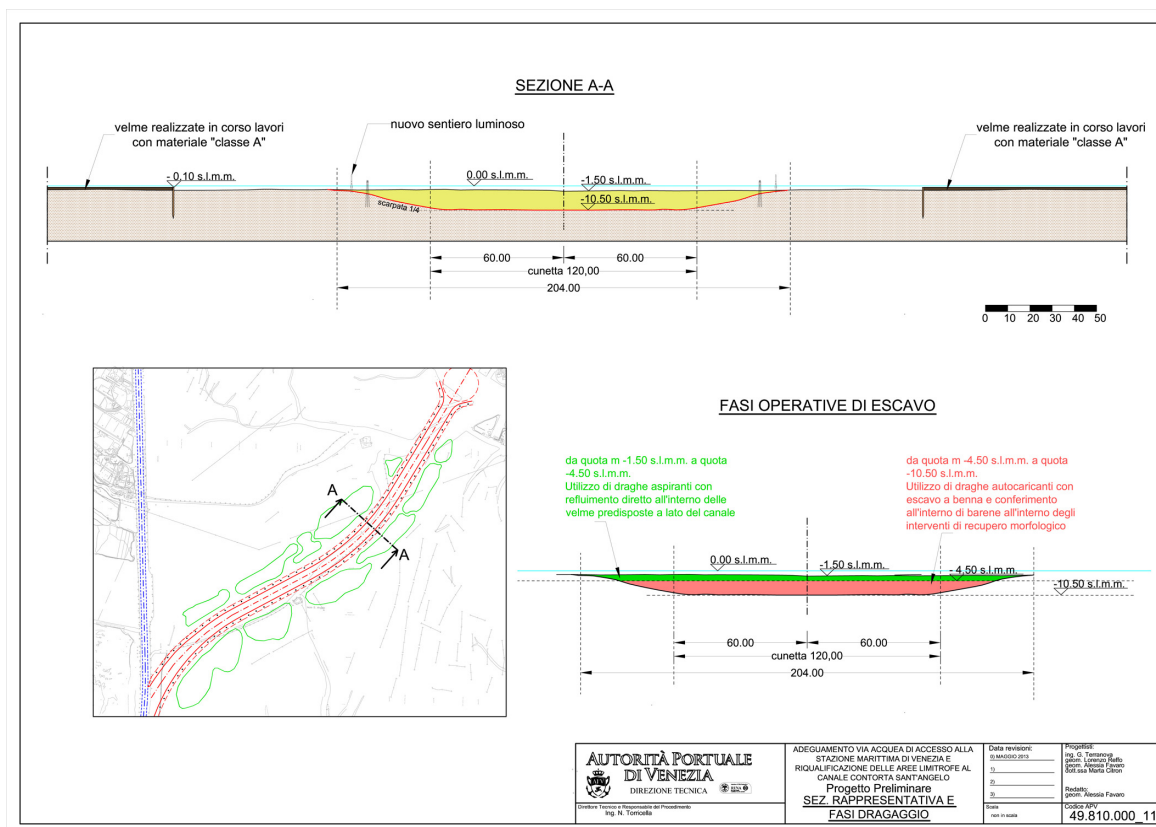 SEZIONE A-A
velme realizzate in corso lavori
con materiale "classe A"
nuovo sentiero luminoso
velme realizzate in corso lavori
con materiale "classe A"
- 0,10 s.l.m.m.
0.00 s.l.m.m.
-1.50 s.l.m.m.
-10.50 s.l.m.m.
scarpata 1/4
60.00 60.00
cunetta 120,00
204.00
0 10 20 30 40 50
A
A
FASI OPERATIVE DI ESCAVO
da quota m -1.50 s.l.m.m. a quota
-4.50 s.l.m.m.
Utilizzo di draghe aspiranti con
refluimento diretto all'interno delle
velme predisposte a lato del canale
da quota m -4.50 s.l.m.m. a quota
-10.50 s.l.m.m.
Utilizzo di draghe autocaricanti con
escavo a benna e conferimento
all'interno di barene all'interno degli
interventi di recupero morfologico
0.00 s.l.m.m.
-1.50 s.l.m.m.
- 4,50 s.l.m.m.
-10.50 s.l.m.m.
60.00 60.00
cunetta 120,00
204.00
AUTORITÀ PORTUALE
DI VENEZIA
DIREZIONE TECNICA
Direttore Tecnico e Responsabile del Procedimento
Ing. N. Torricella
ADEGUAMENTO VIA ACQUEA DI ACCESSO ALLA
STAZIONE MARITTIMA DI VENEZIA E
RIQUALIFICAZIONE DELLE AREE LIMITROFE AL
CANALE CONTORTA SANT'ANGELO
Progetto Preliminare
SEZ. RAPPRESENTATIVA E
FASI DRAGAGGIO
Data revisioni:
0) MAGGIO 2013
1)
2)
3)
Scala
non in scala
Progettisti:
ing. G. Terranova
geom. Lorenzo Reffo
geom. Alessia Favaro
dott.ssa Marta Citron
Redatto:
geom. Alessia Favaro
Codice APV
49.810.000_11